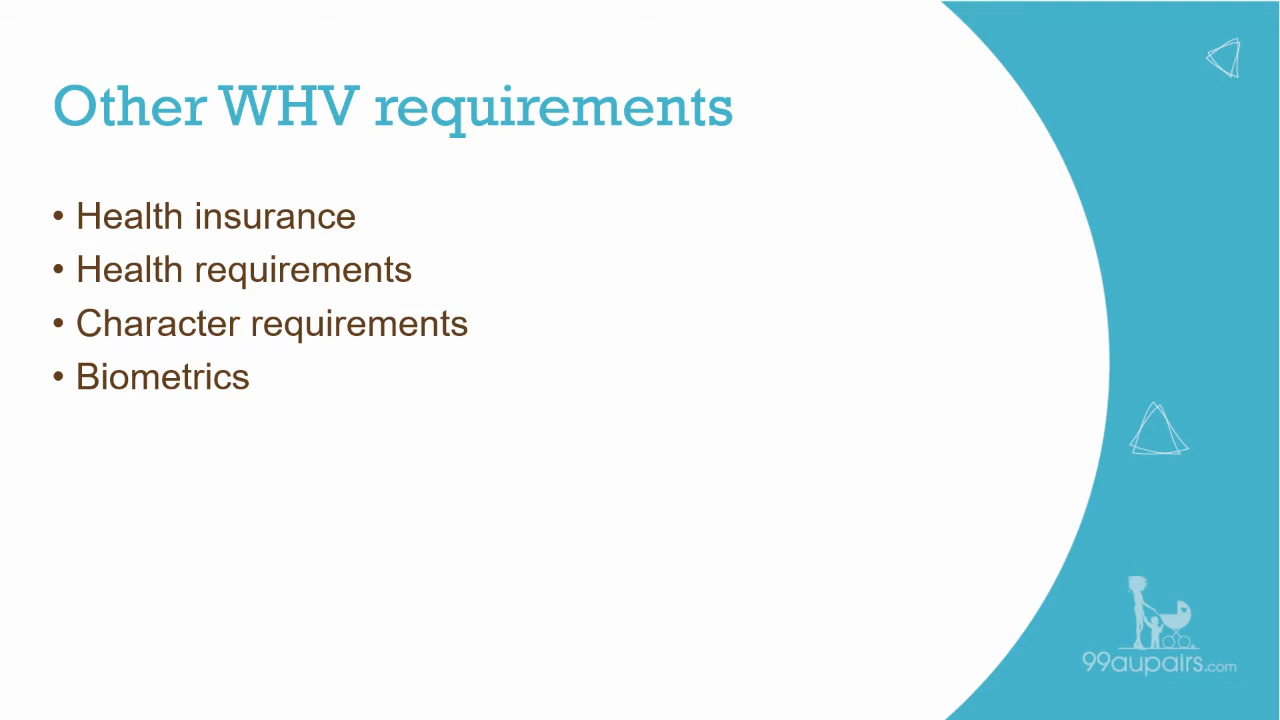 Other WHV requirements
• Health insurance
• Health requirements
• Character requirements
• Biometrics
99aupairs.com